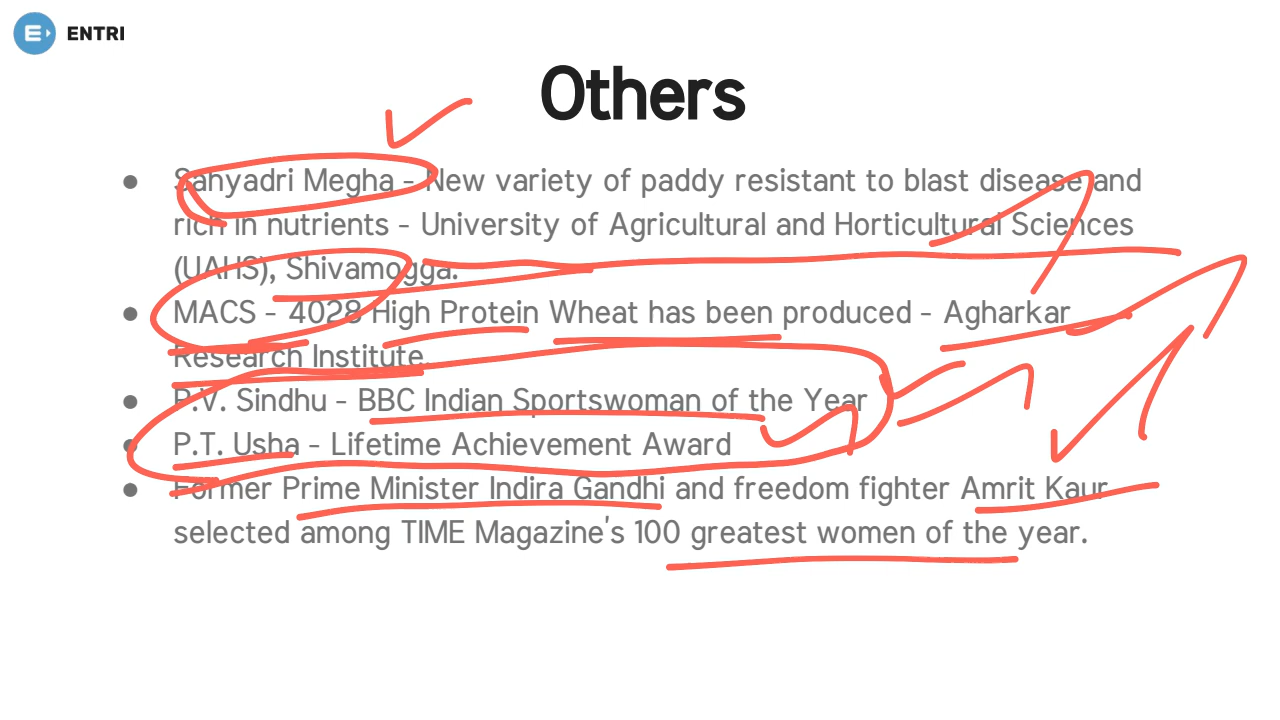 ENTRI
Others
• Sahyadri Megha - New variety of paddy resistant to blast disease and
rich in nutrients - University of Agricultural and Horticultural Sciences
(UAHS), Shivamogga.
• MACS - 4028 High Protein Wheat has been produced - Agharkar
Research Institute.
• P.V. Sindhu - BBC Indian Sportswoman of the Year
• P.T. Usha - Lifetime Achievement Award
• Former Prime Minister Indira Gandhi and freedom fighter Amrit Kaur
selected among TIME Magazine's 100 greatest women of the year.